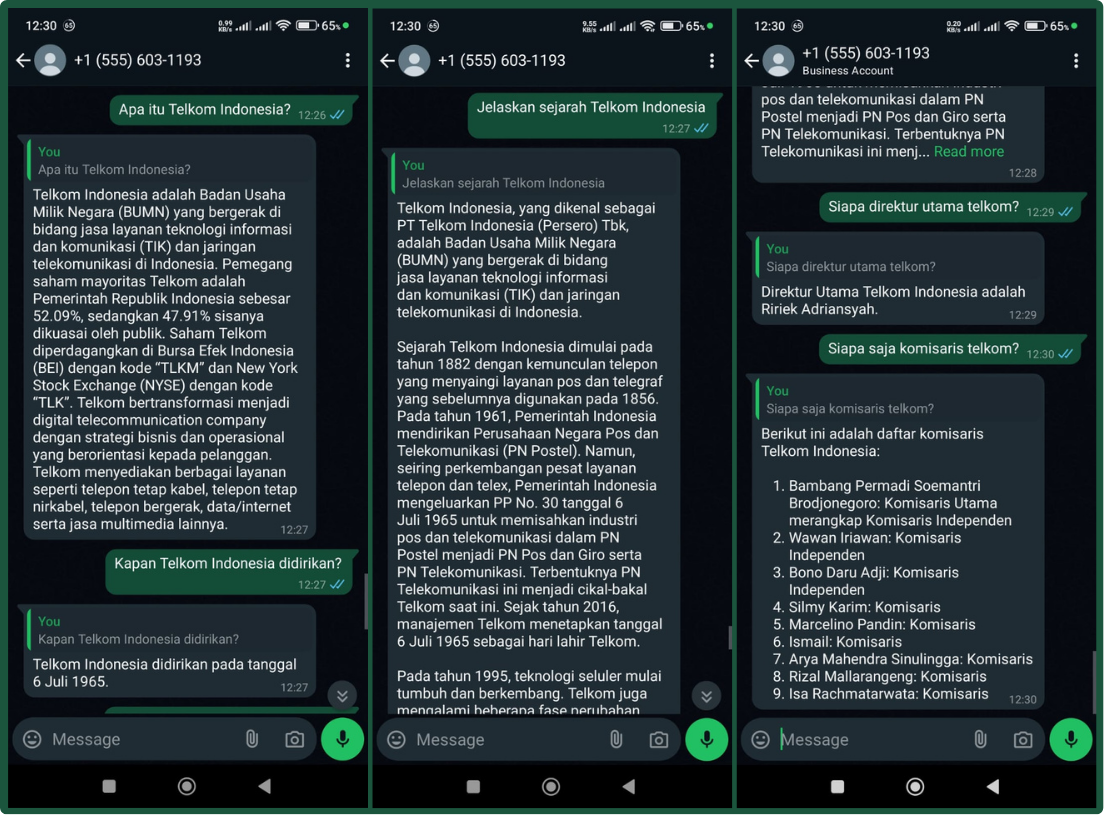 12:30 65 0.99 KB/s 65%
+1 (555) 603-1193
Apa itu Telkom Indonesia? 12:26
You
Apa itu Telkom Indonesia?
Telkom Indonesia adalah Badan Usaha
Milik Negara (BUMN) yang bergerak di
bidang jasa layanan teknologi informasi
dan komunikasi (TIK) dan jaringan
telekomunikasi di Indonesia. Pemegang
saham mayoritas Telkom adalah
Pemerintah Republik Indonesia sebesar
52.09%, sedangkan 47.91% sisanya
dikuasai oleh publik. Saham Telkom
diperdagangkan di Bursa Efek Indonesia
(BEI) dengan kode “TLKM” dan New York
Stock Exchange (NYSE) dengan kode
“TLK”. Telkom bertransformasi menjadi
digital telecommunication company
dengan strategi bisnis dan operasional
yang berorientasi kepada pelanggan.
Telkom menyediakan berbagai layanan
seperti telepon tetap kabel, telepon tetap
nirkabel, telepon bergerak, data/internet
serta jasa multimedia lainnya.
12:27
Kapan Telkom Indonesia didirikan?
12:27
You
Kapan Telkom Indonesia didirikan?
Telkom Indonesia didirikan pada tanggal
6 Juli 1965.
12:27
Message
12:30 65 9.55 KB/s 65%
+1 (555) 603-1193
Jelaskan sejarah Telkom Indonesia
12:27
You
Jelaskan sejarah Telkom Indonesia
Telkom Indonesia, yang dikenal sebagai
PT Telkom Indonesia (Persero) Tbk,
adalah Badan Usaha Milik Negara
(BUMN) yang bergerak di bidang
jasa layanan teknologi informasi
dan komunikasi (TIK) dan jaringan
telekomunikasi di Indonesia.
Sejarah Telkom Indonesia dimulai pada
tahun 1882 dengan kemunculan telepon
yang menyaingi layanan pos dan telegraf
yang sebelumnya digunakan pada 1856.
Pada tahun 1961, Pemerintah Indonesia
mendirikan Perusahaan Negara Pos dan
Telekomunikasi (PN Postel). Namun,
seiring perkembangan pesat layanan
telepon dan telex, Pemerintah Indonesia
mengeluarkan PP No. 30 tanggal 6
Juli 1965 untuk memisahkan industri
pos dan telekomunikasi dalam PN
Postel menjadi PN Pos dan Giro serta
PN Telekomunikasi. Terbentuknya PN
Telekomunikasi ini menjadi cikal-bakal
Telkom saat ini. Sejak tahun 2016,
manajemen Telkom menetapkan tanggal
6 Juli 1965 sebagai hari lahir Telkom.
Pada tahun 1995, teknologi seluler mulai
tumbuh dan berkembang. Telkom juga
mengalami beberapa fase perubahan
Message
12:30 65 0.20 KB/s 65%
+1 (555) 603-1193
Business Account
pos dan telekomunikasi dalam PN
Postel menjadi PN Pos dan Giro serta
PN Telekomunikasi. Terbentuknya PN
Telekomunikasi ini menj... Read more
12:28
Siapa direktur utama telkom? 12:29
You
Siapa direktur utama telkom?
Direktur Utama Telkom Indonesia adalah
Ririek Adriansyah.
12:29
Siapa saja komisaris telkom? 12:30
You
Siapa saja komisaris telkom?
Berikut ini adalah daftar komisaris
Telkom Indonesia:
1. Bambang Permadi Soemantri
Brodjonegoro: Komisaris Utama
merangkap Komisaris Independen
2. Wawan Iriawan: Komisaris
Independen
3. Bono Daru Adji: Komisaris
Independen
4. Silmy Karim: Komisaris
5. Marcelino Pandin: Komisaris
6. Ismail: Komisaris
7. Arya Mahendra Sinulingga: Komisaris
8. Rizal Mallarangeng: Komisaris
9. Isa Rachmatarwata: Komisaris
12:30
Message